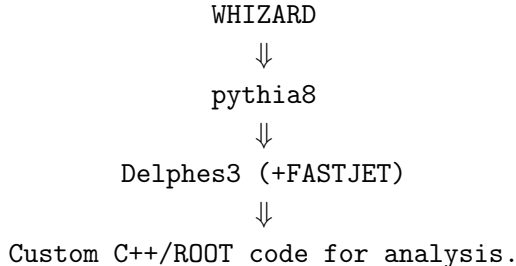 WHIZARD
⇓
pythia8
⇓
Delphes3 (+FASTJET)
⇓
Custom C++/ROOT code for analysis.